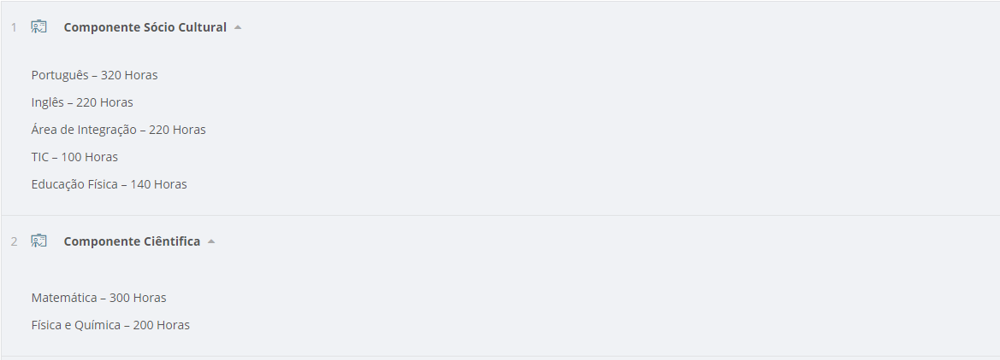 1 Componente Sócio Cultural
Português – 320 Horas
Inglês – 220 Horas
Área de Integração – 220 Horas
TIC – 100 Horas
Educação Física – 140 Horas
2 Componente Ciêntifica
Matemática – 300 Horas
Física e Química – 200 Horas